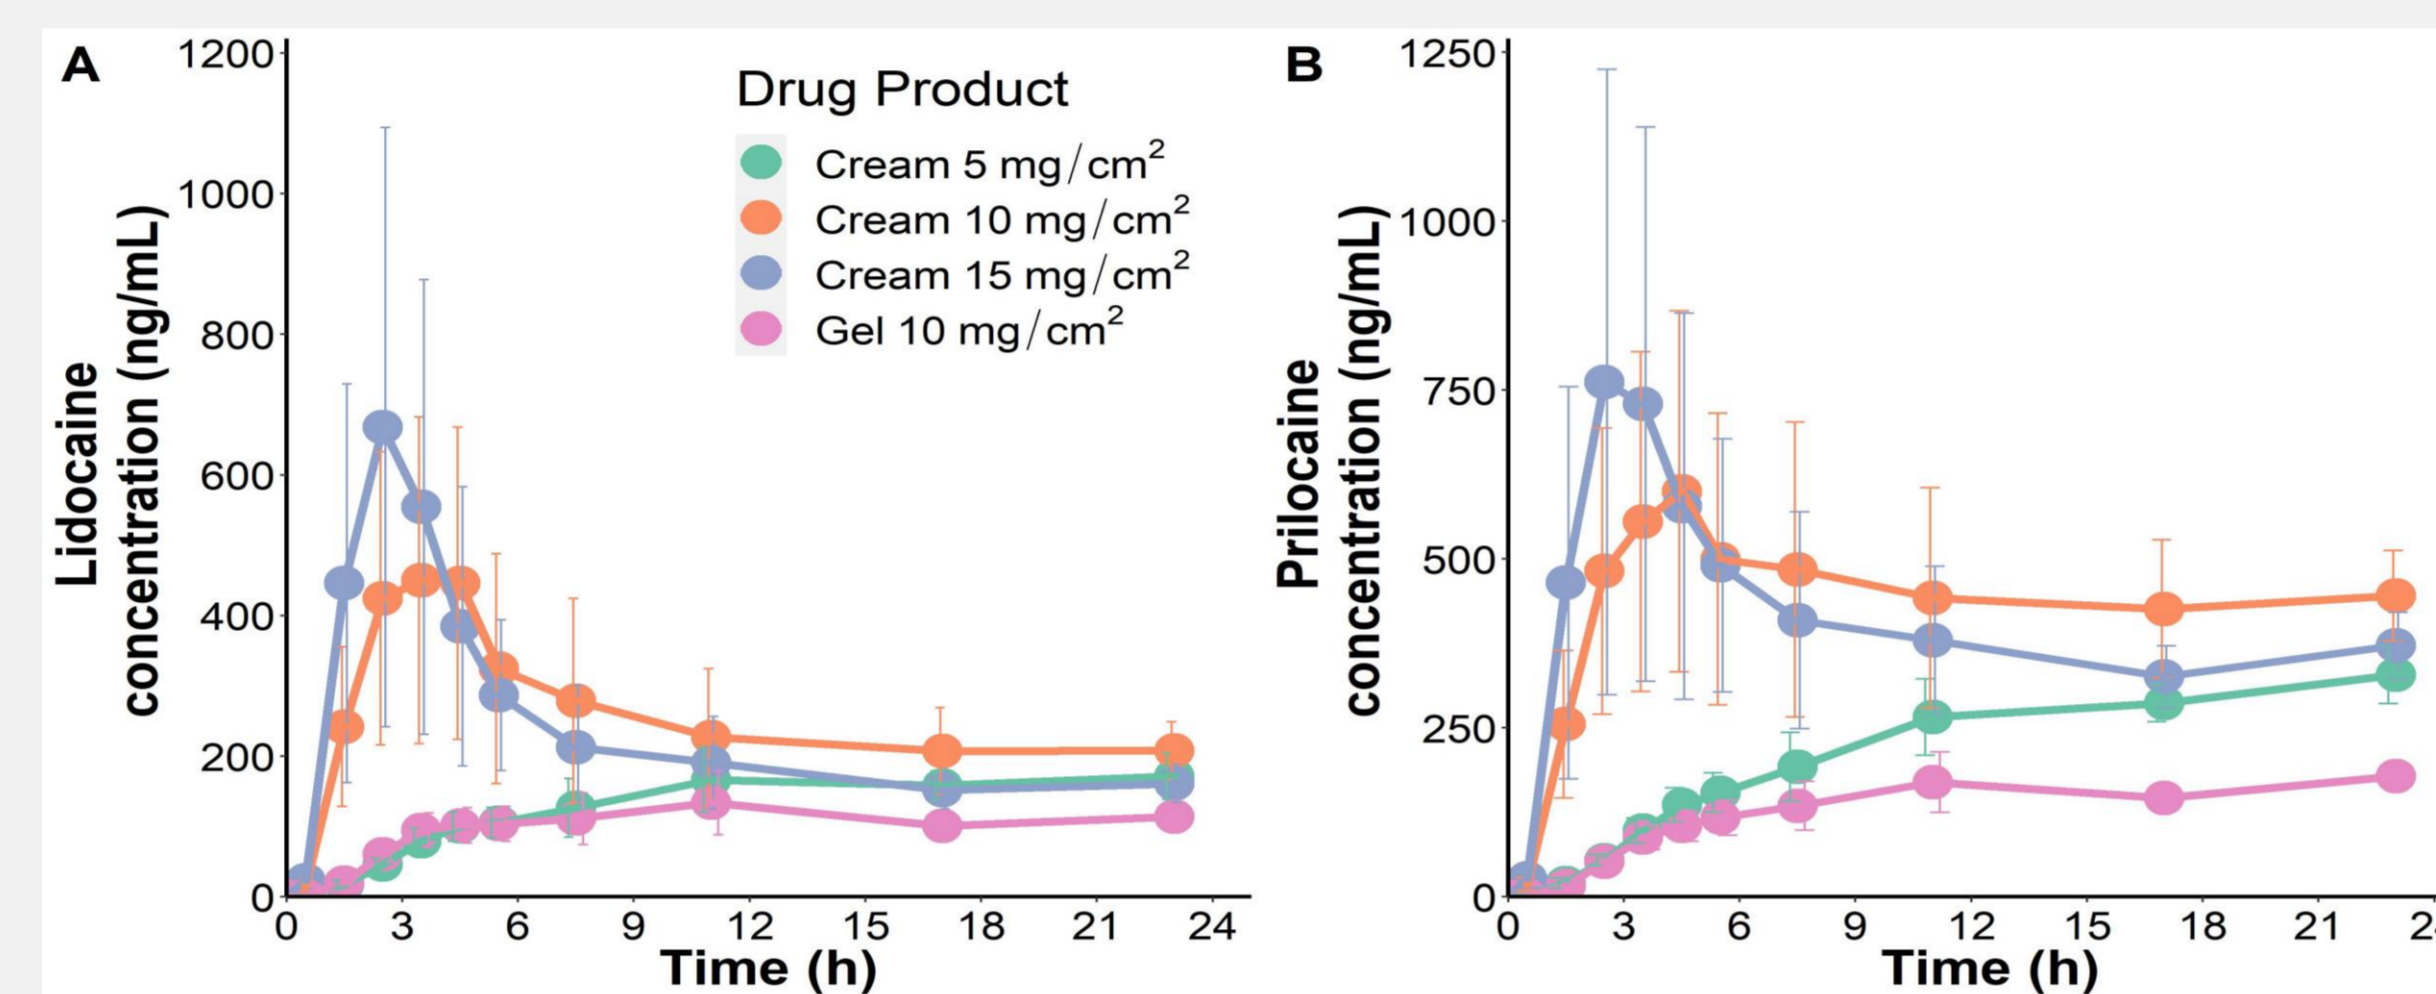 A
1200
1000
800
600
400
200
0
Lidocaine
concentration (ng/mL)
Drug Product
Cream 5 mg/cm²
Cream 10 mg/cm²
Cream 15 mg/cm²
Gel 10 mg/cm²
0 3 6 9 12 15 18 21 24
Time (h)
B
1250
1000
750
500
250
0
Prilocaine
concentration (ng/mL)
0 3 6 9 12 15 18 21
Time (h)